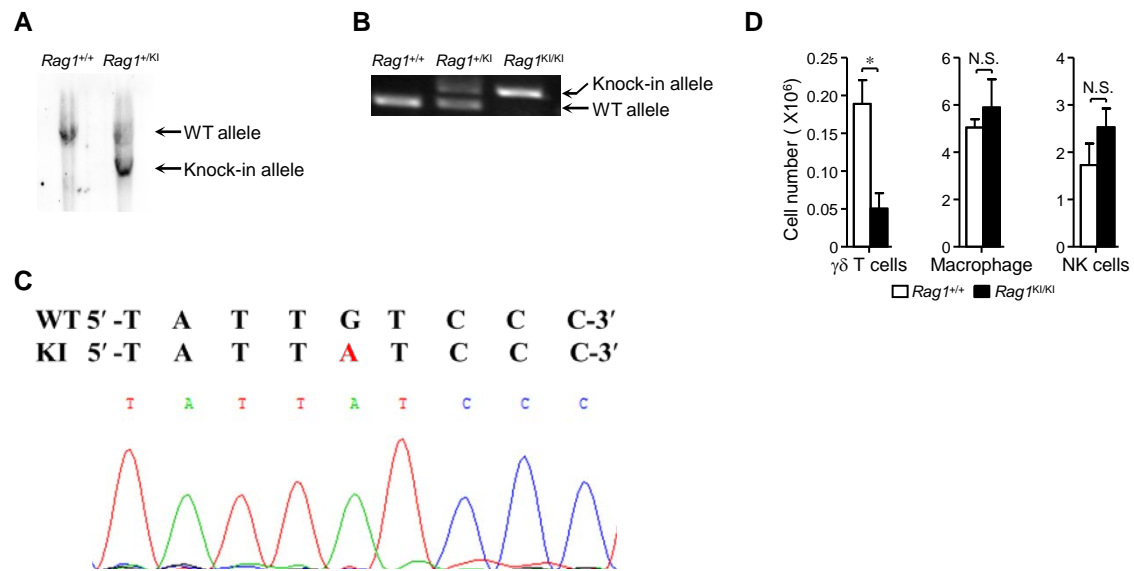 A
Rag1+/+ Rag1+/KI
WT allele
Knock-in allele
B
Rag1+/+ Rag1+/KI Rag1KI/KI
Knock-in allele
WT allele
C
WT 5′ -T A T T G T C C C-3′
KI 5′ -T A T T A T C C C-3′
T A T T A T C C C
D
Cell number ( X10⁶)
0.25
0.20
0.15
0.10
0.05
0
*
γδ T cells
8
6
4
2
0
N.S.
Macrophage
4
3
2
1
0
N.S.
NK cells
Rag1+/+ Rag1KI/KI